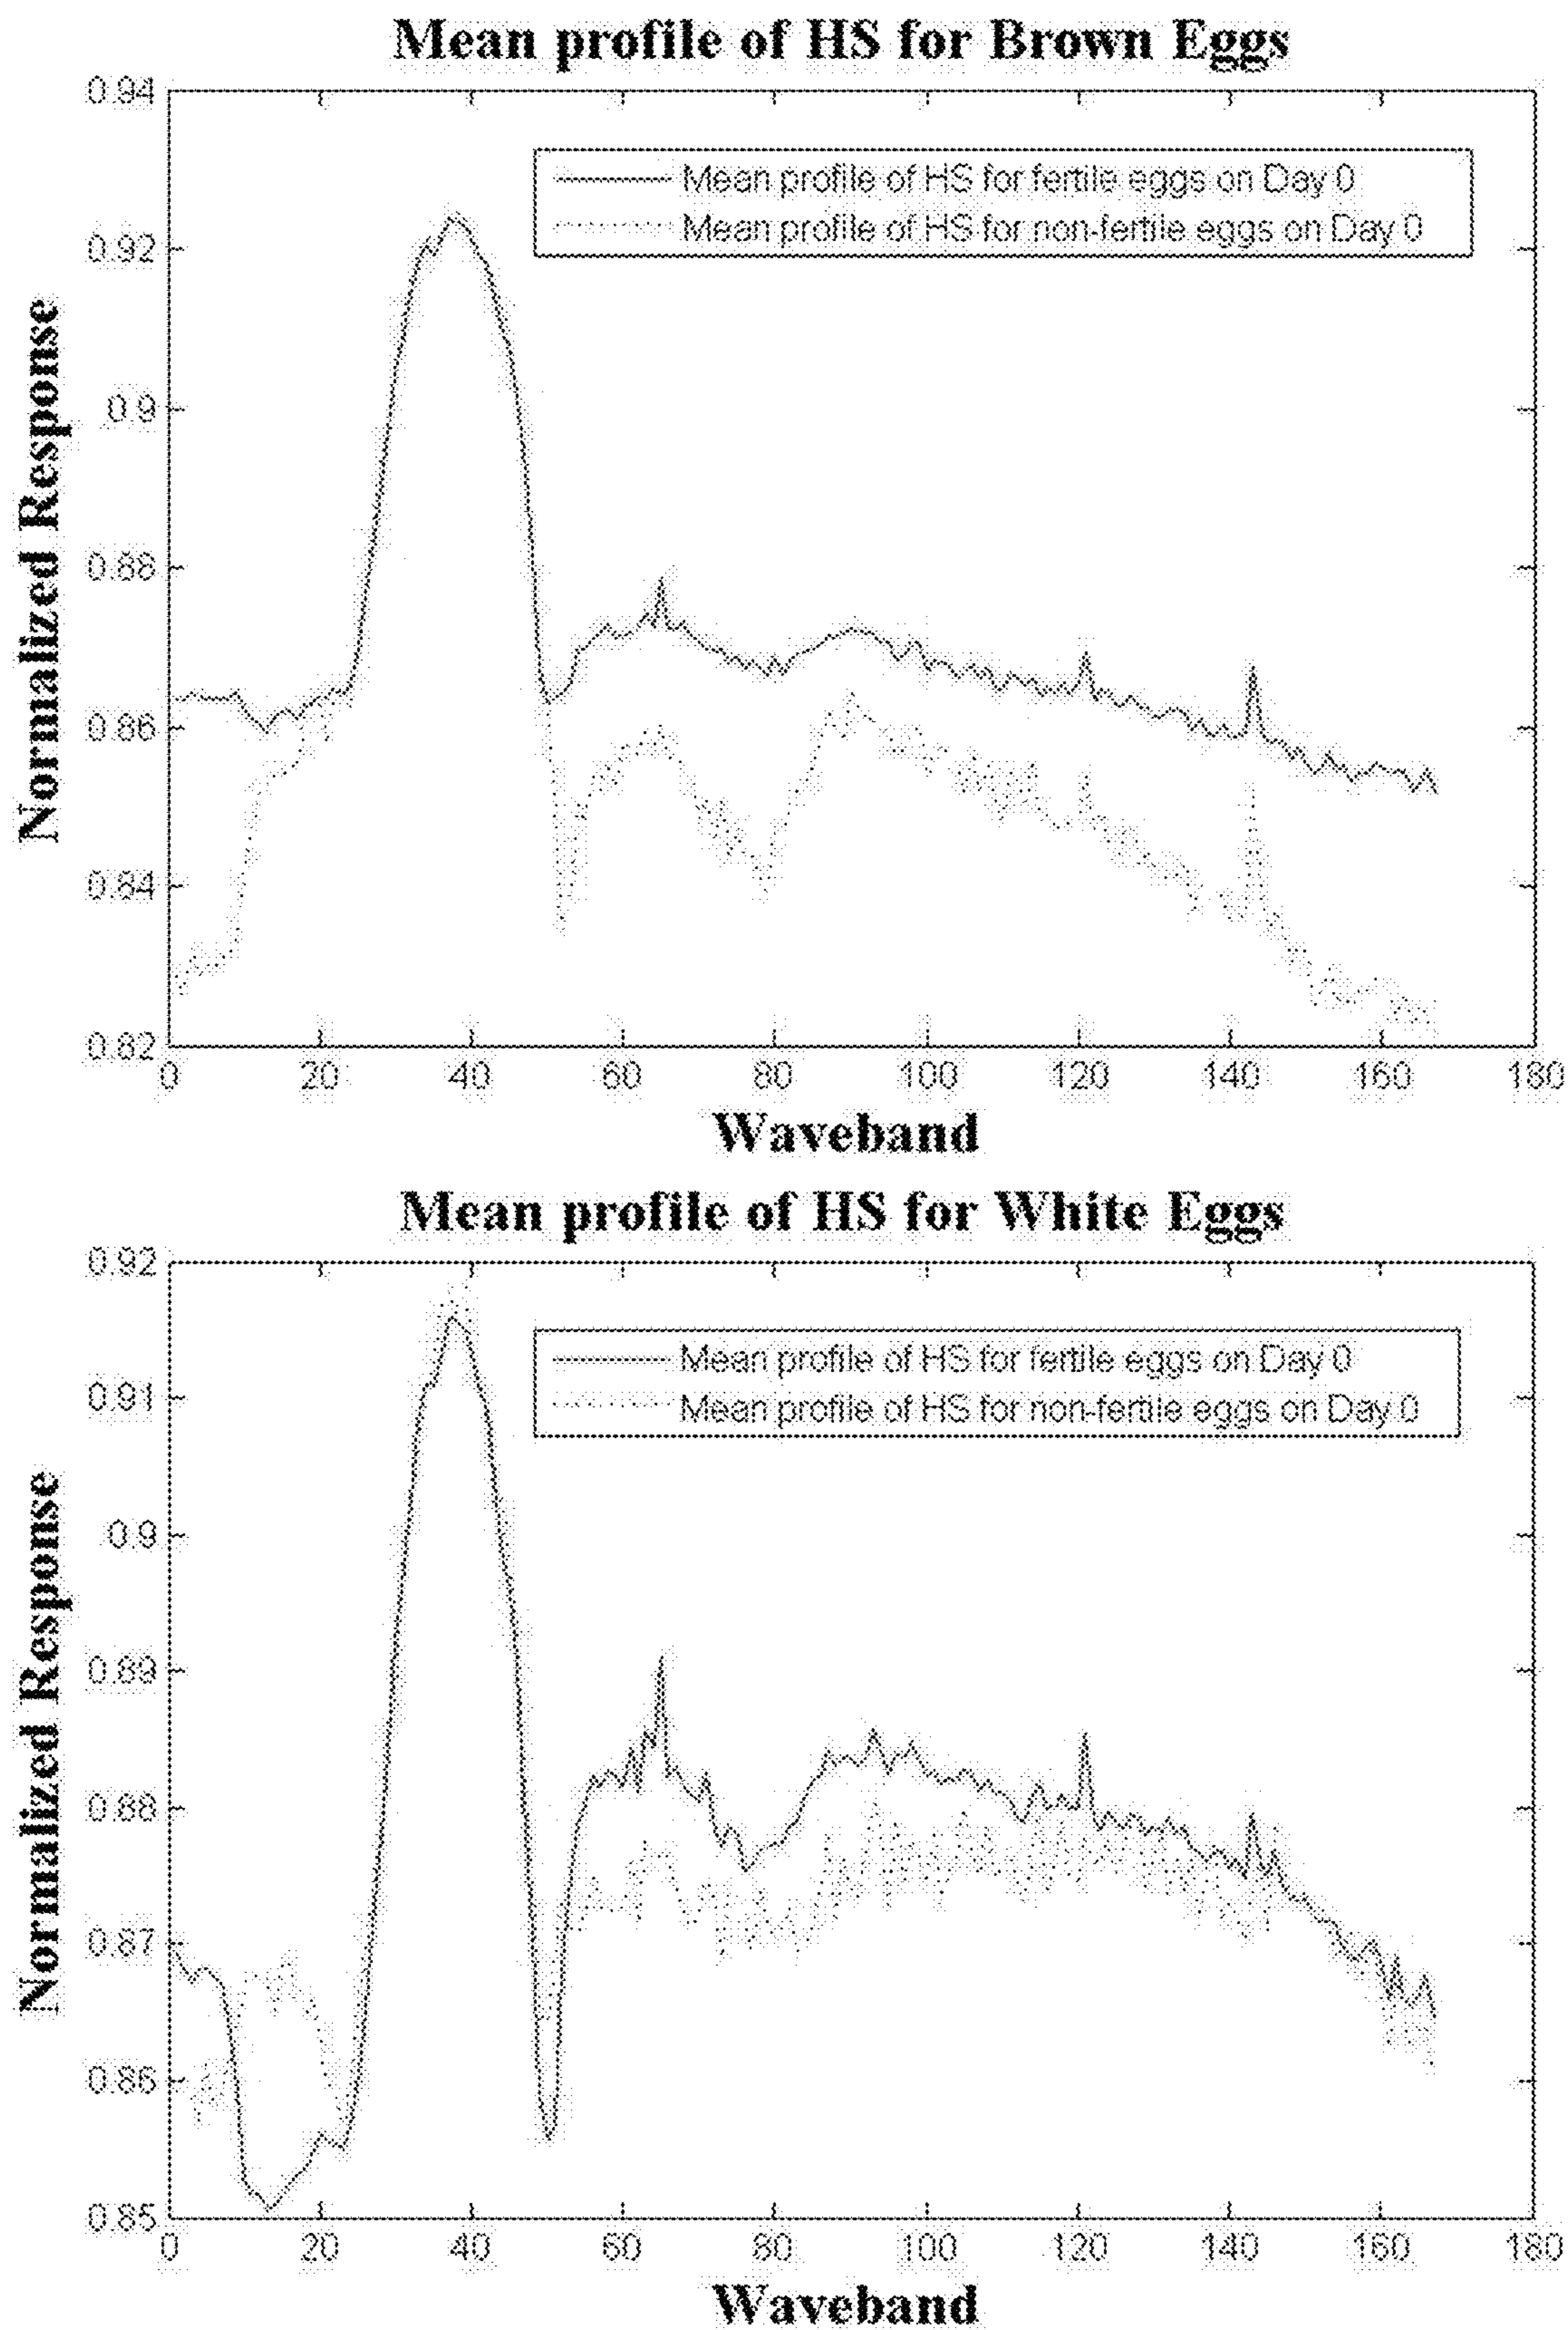 Mean profile of HS for Brown Eggs
Normalized Response
0.94
0.92
0.9
0.88
0.86
0.84
0.82
Mean profile of HS for fertile eggs on Day 0
Mean profile of HS for non-fertile eggs on Day 0
0 20 40 60 80 100 120 140 160 180
Waveband
Mean profile of HS for White Eggs
Normalized Response
0.92
0.91
0.9
0.89
0.88
0.87
0.86
0.85
Mean profile of HS for fertile eggs on Day 0
Mean profile of HS for non-fertile eggs on Day 0
0 20 40 60 80 100 120 140 160 180
Waveband